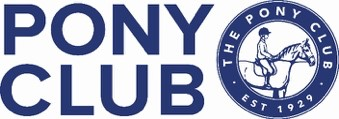 PONY
CLUB
THE PONY CLUB
· EST 1929 ·